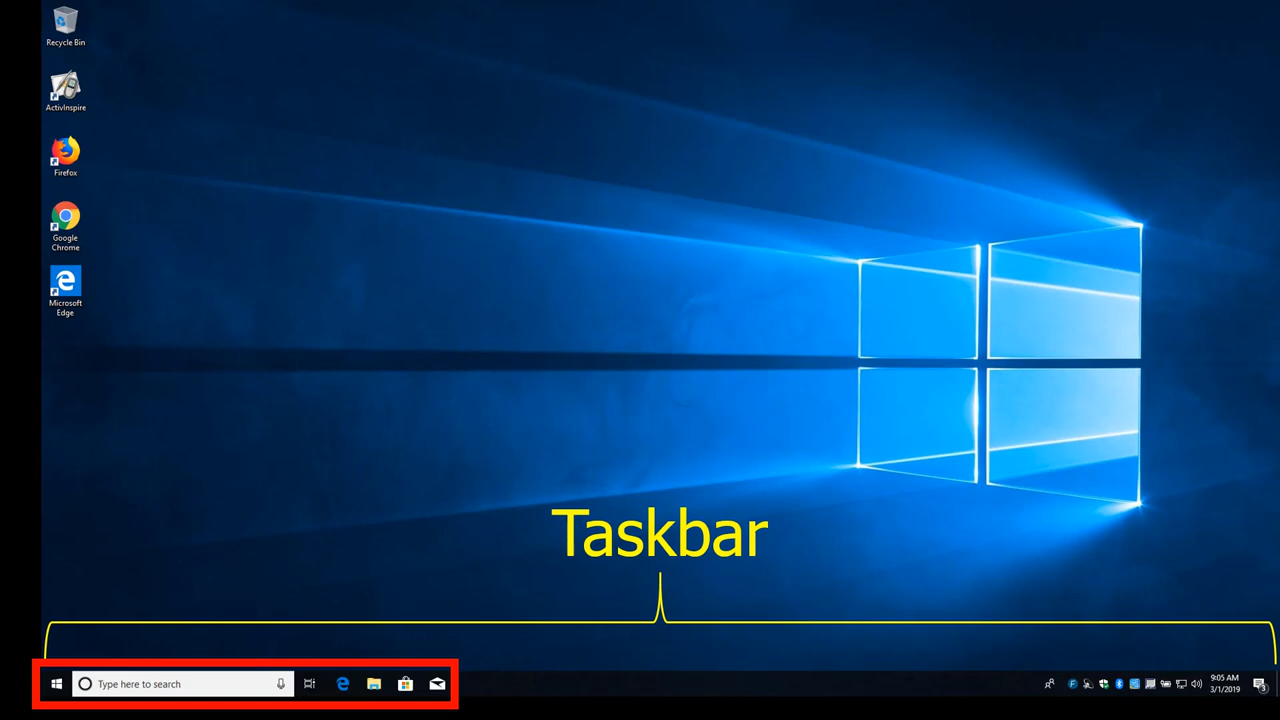 Recycle Bin
ActivInspire
Firefox
Google
Chrome
Microsoft
Edge
Taskbar
Type here to search
9:05 AM
3/1/2019
3